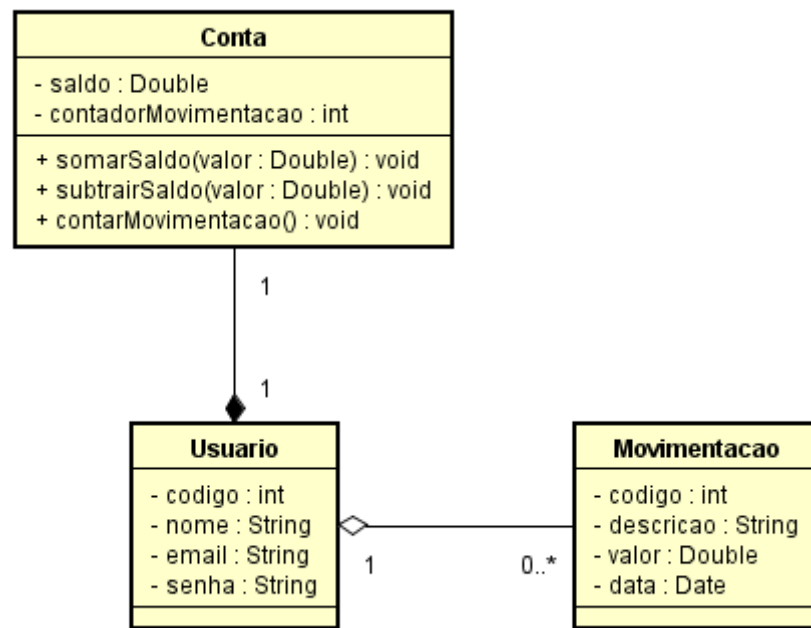 Conta
- saldo : Double
- contadorMovimentacao : int
+ somarSaldo(valor : Double) : void
+ subtrairSaldo(valor : Double) : void
+ contarMovimentacao() : void
1
1
Usuario
- codigo : int
- nome : String
- email : String
- senha : String
1
0..*
Movimentacao
- codigo : int
- descricao : String
- valor : Double
- data : Date